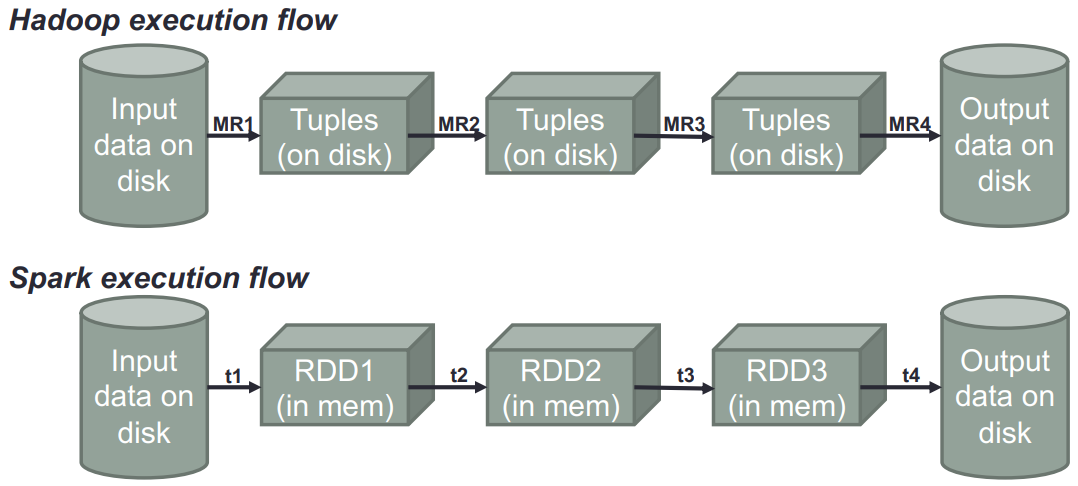 Hadoop execution flow
Input
data on
disk
MR1
Tuples
(on disk)
MR2
Tuples
(on disk)
MR3
Tuples
(on disk)
MR4
Output
data on
disk
Spark execution flow
Input
data on
disk
t1
RDD1
(in mem)
t2
RDD2
(in mem)
t3
RDD3
(in mem)
t4
Output
data on
disk